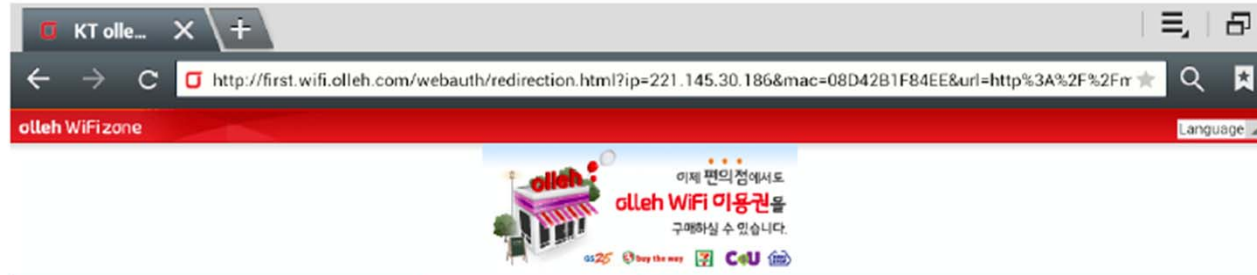 KT olle...
http://first.wifi.olleh.com/webauth/redirection.html?ip=221.145.30.186&mac=08D42B1F84EE&url=http%3A%2F%2Fm
olleh WiFi zone
Language
olleh
이제 편의점에서도
olleh WiFi 이용권을
구매하실 수 있습니다.
GS25 buy the way 7 C4U